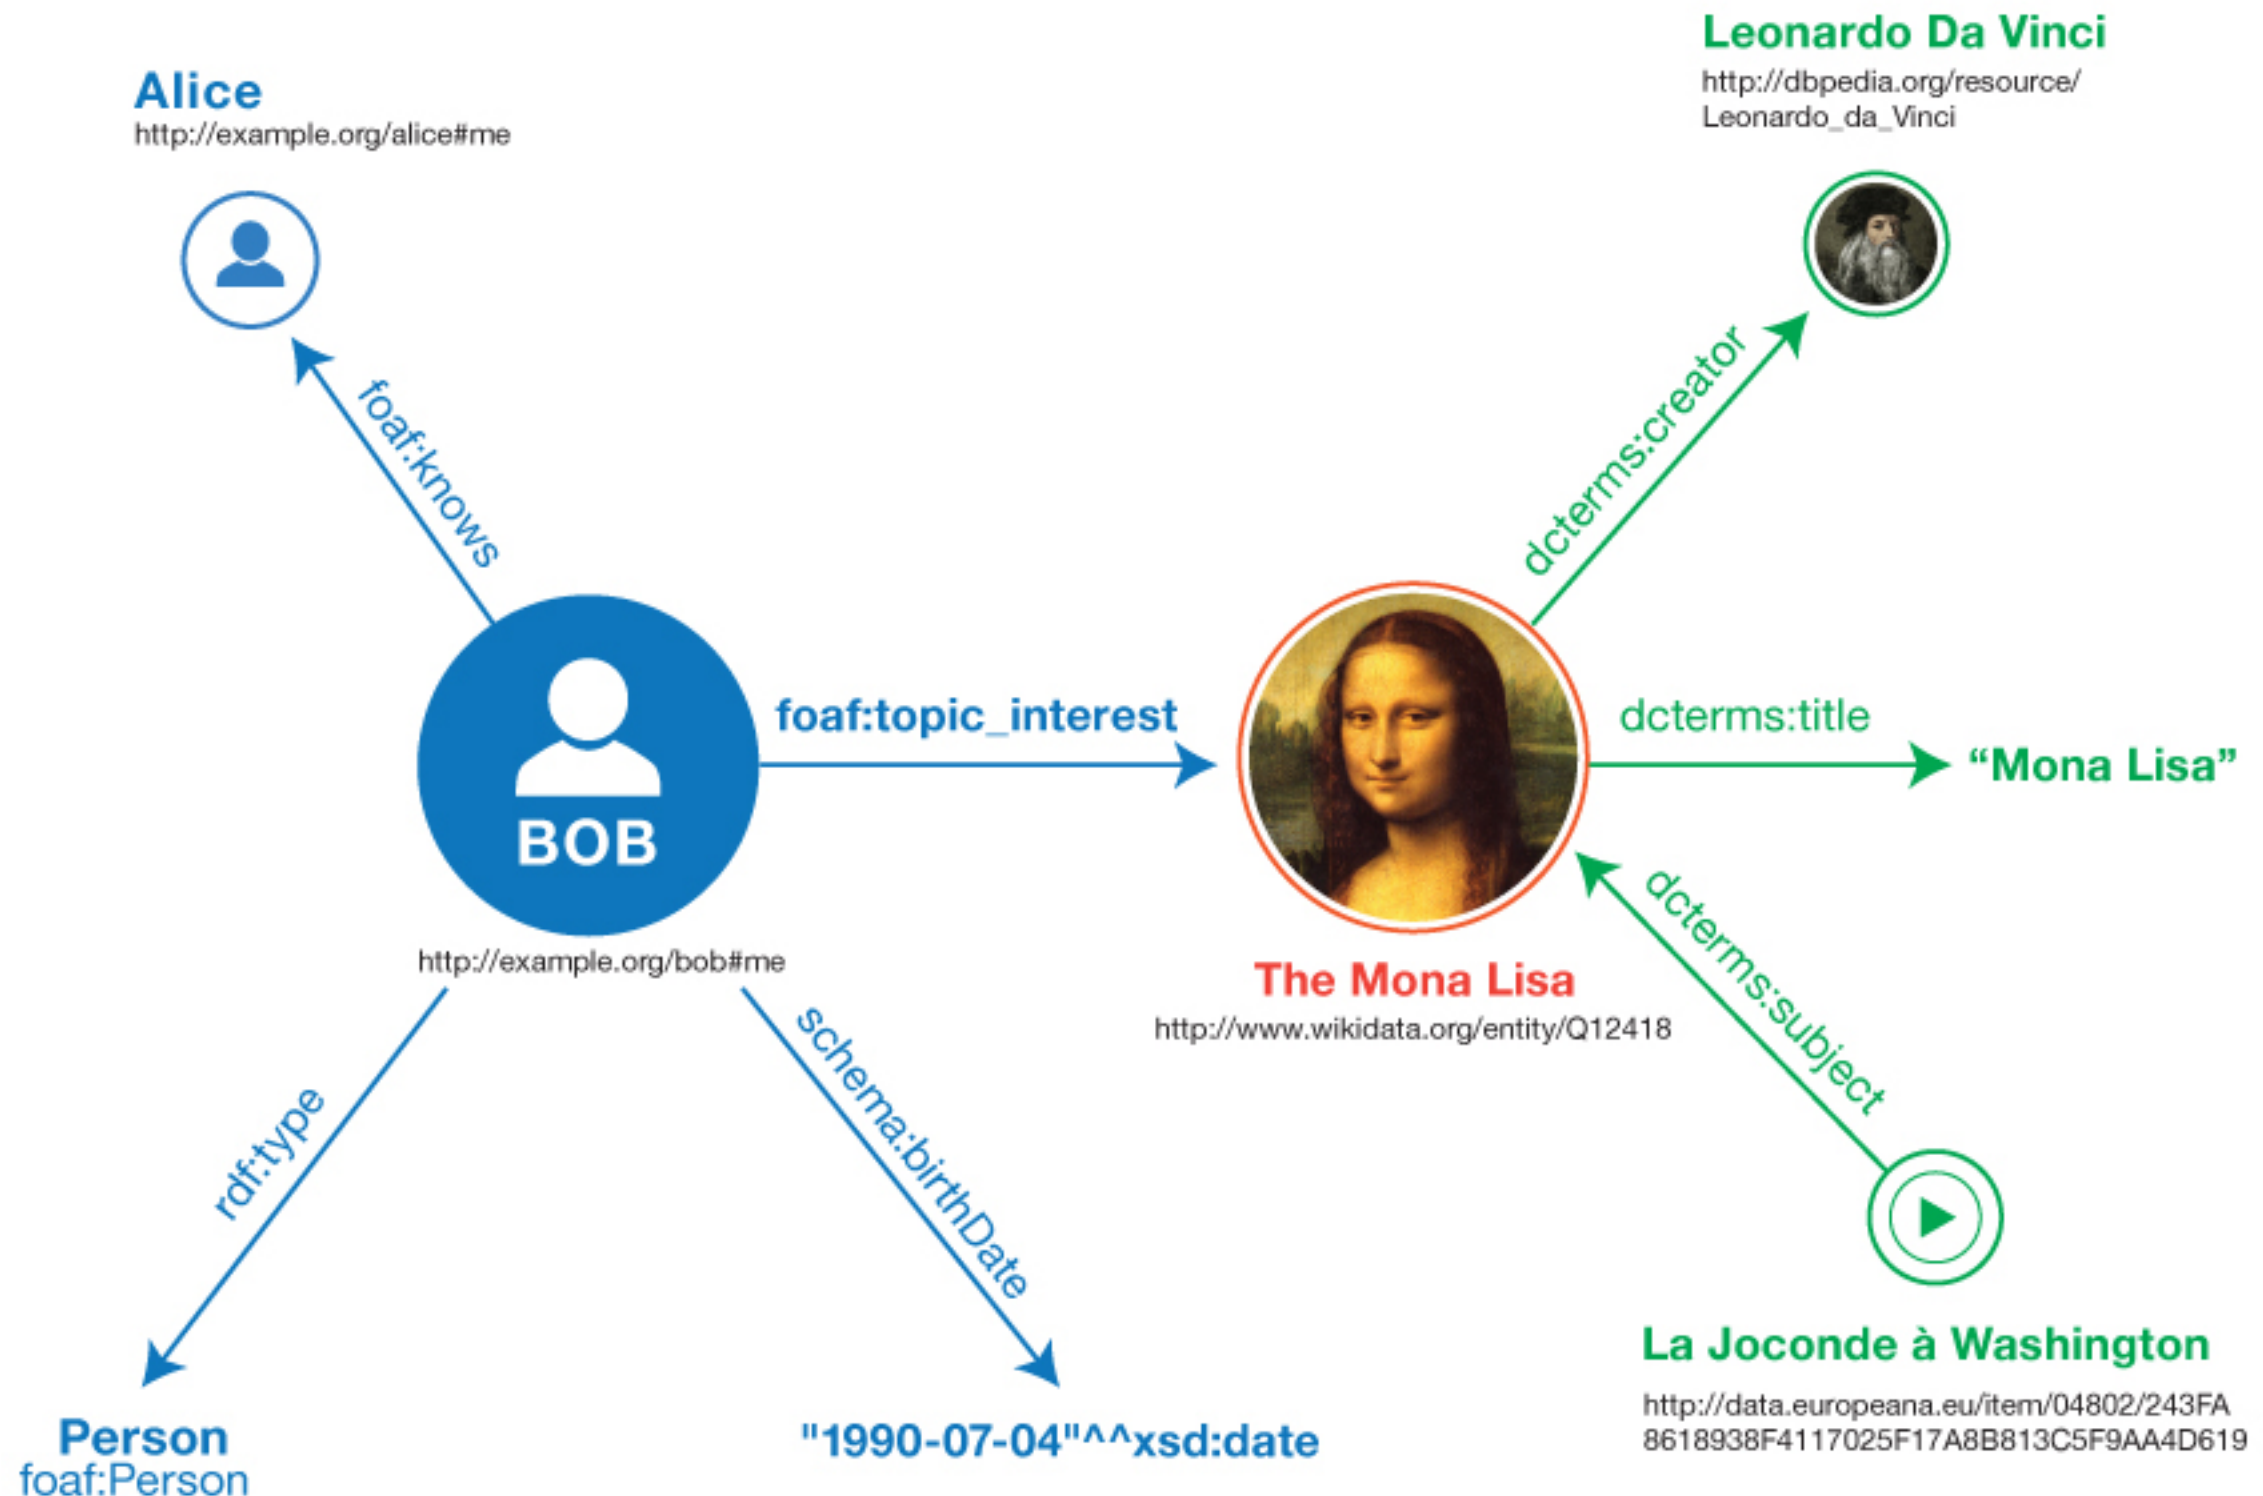 Leonardo Da Vinci
http://dbpedia.org/resource/
Leonardo_da_Vinci
Alice
http://example.org/alice#me
foaf:knows
dcterms:creator
foaf:topic_interest
dcterms:title
“Mona Lisa”
BOB
http://example.org/bob#me
The Mona Lisa
http://www.wikidata.org/entity/Q12418
dcterms:subject
rdf:type
schema:birthDate
La Joconde à Washington
http://data.europeana.eu/item/04802/243FA
8618938F4117025F17A8B813C5F9AA4D619
Person
foaf:Person
"1990-07-04"^^xsd:date